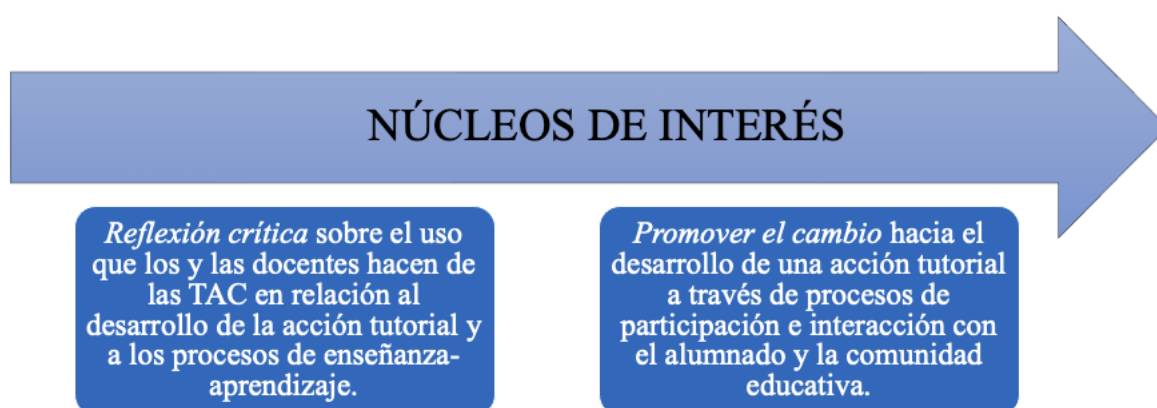 NÚCLEOS DE INTERÉS
Reflexión crítica sobre el uso
que los y las docentes hacen de
las TAC en relación al
desarrollo de la acción tutorial y
a los procesos de enseñanza-
aprendizaje.
Promover el cambio hacia el
desarrollo de una acción tutorial
a través de procesos de
participación e interacción con
el alumnado y la comunidad
educativa.